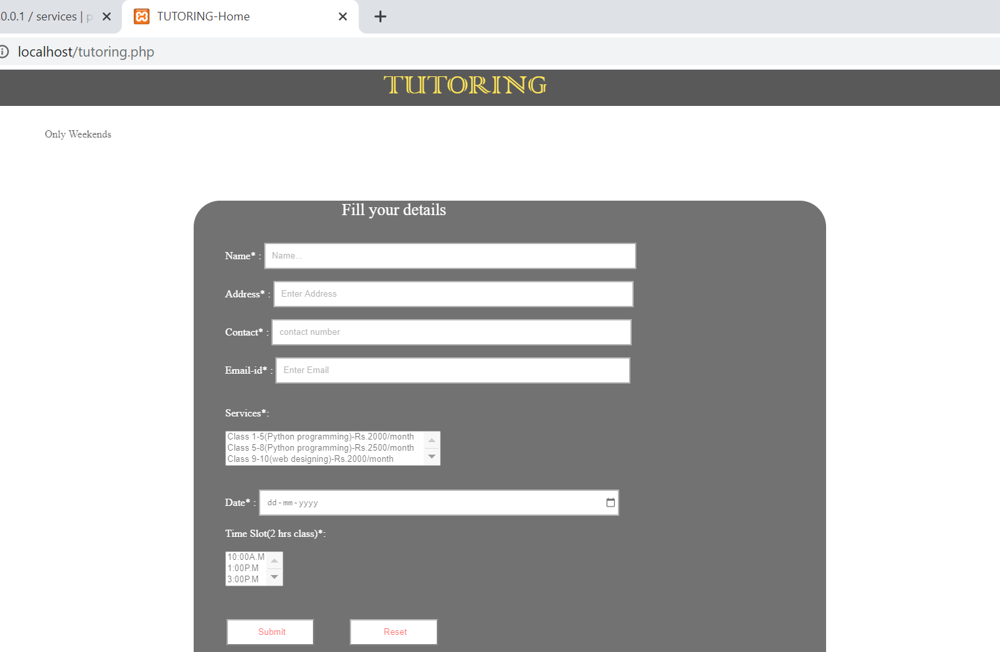 .0.0.1 / services | p
TUTORING-Home
localhost/tutoring.php
TUTORING
Only Weekends
Fill your details
Name* : Name...
Address* : Enter Address
Contact* : contact number
Email-id* : Enter Email
Services*:
Class 1-5(Python programming)-Rs.2000/month
Class 5-8(Python programming)-Rs.2500/month
Class 9-10(web designing)-Rs.2000/month
Date* : dd-mm-yyyy
Time Slot(2 hrs class)*:
10:00A.M
1:00P.M
3:00P.M
Submit Reset